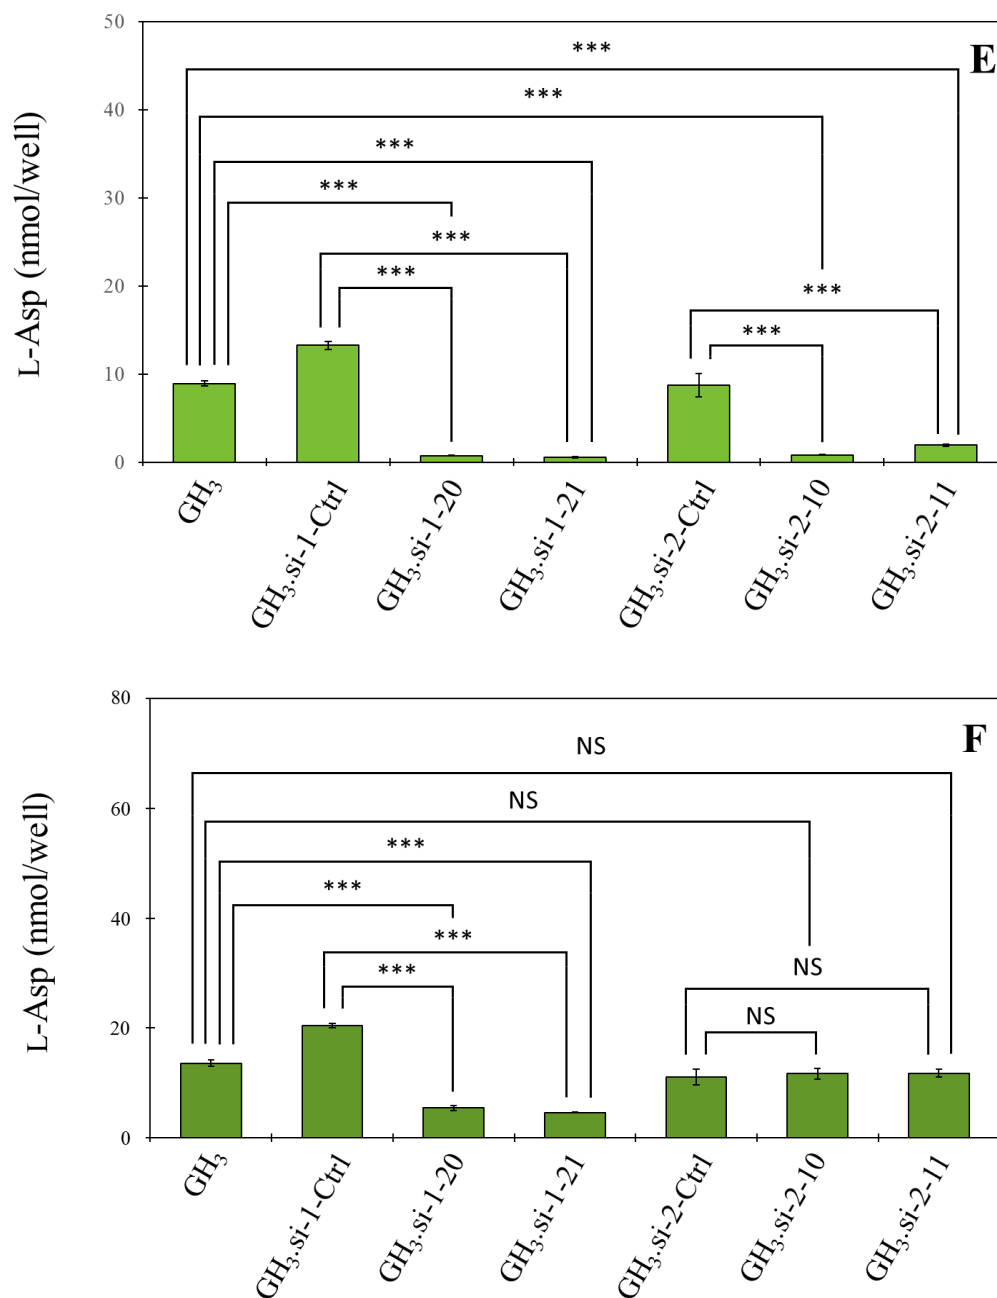 E
L-Asp (nmol/well)
50
40
30
20
10
0
***
***
***
***
***
***
***
***
GH₃
GH₃.si-1-Ctrl
GH₃.si-1-20
GH₃.si-1-21
GH₃.si-2-Ctrl
GH₃.si-2-10
GH₃.si-2-11
F
L-Asp (nmol/well)
80
60
40
20
0
NS
NS
***
***
***
***
NS
NS
GH₃
GH₃.si-1-Ctrl
GH₃.si-1-20
GH₃.si-1-21
GH₃.si-2-Ctrl
GH₃.si-2-10
GH₃.si-2-11